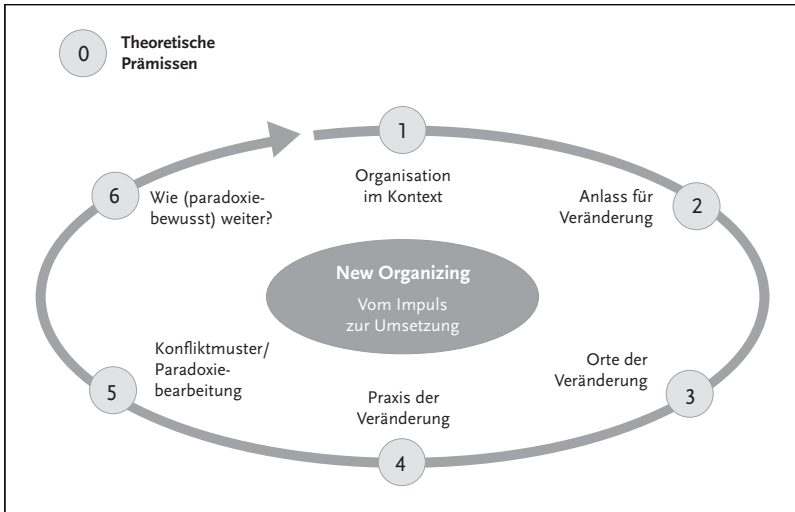 0
Theoretische
Prämissen
1
Organisation
im Kontext
2
Anlass für
Veränderung
3
Orte der
Veränderung
4
Praxis der
Veränderung
5
Konfliktmuster/
Paradoxie-
bearbeitung
6
Wie (paradoxie-
bewusst) weiter?
New Organizing
Vom Impuls
zur Umsetzung